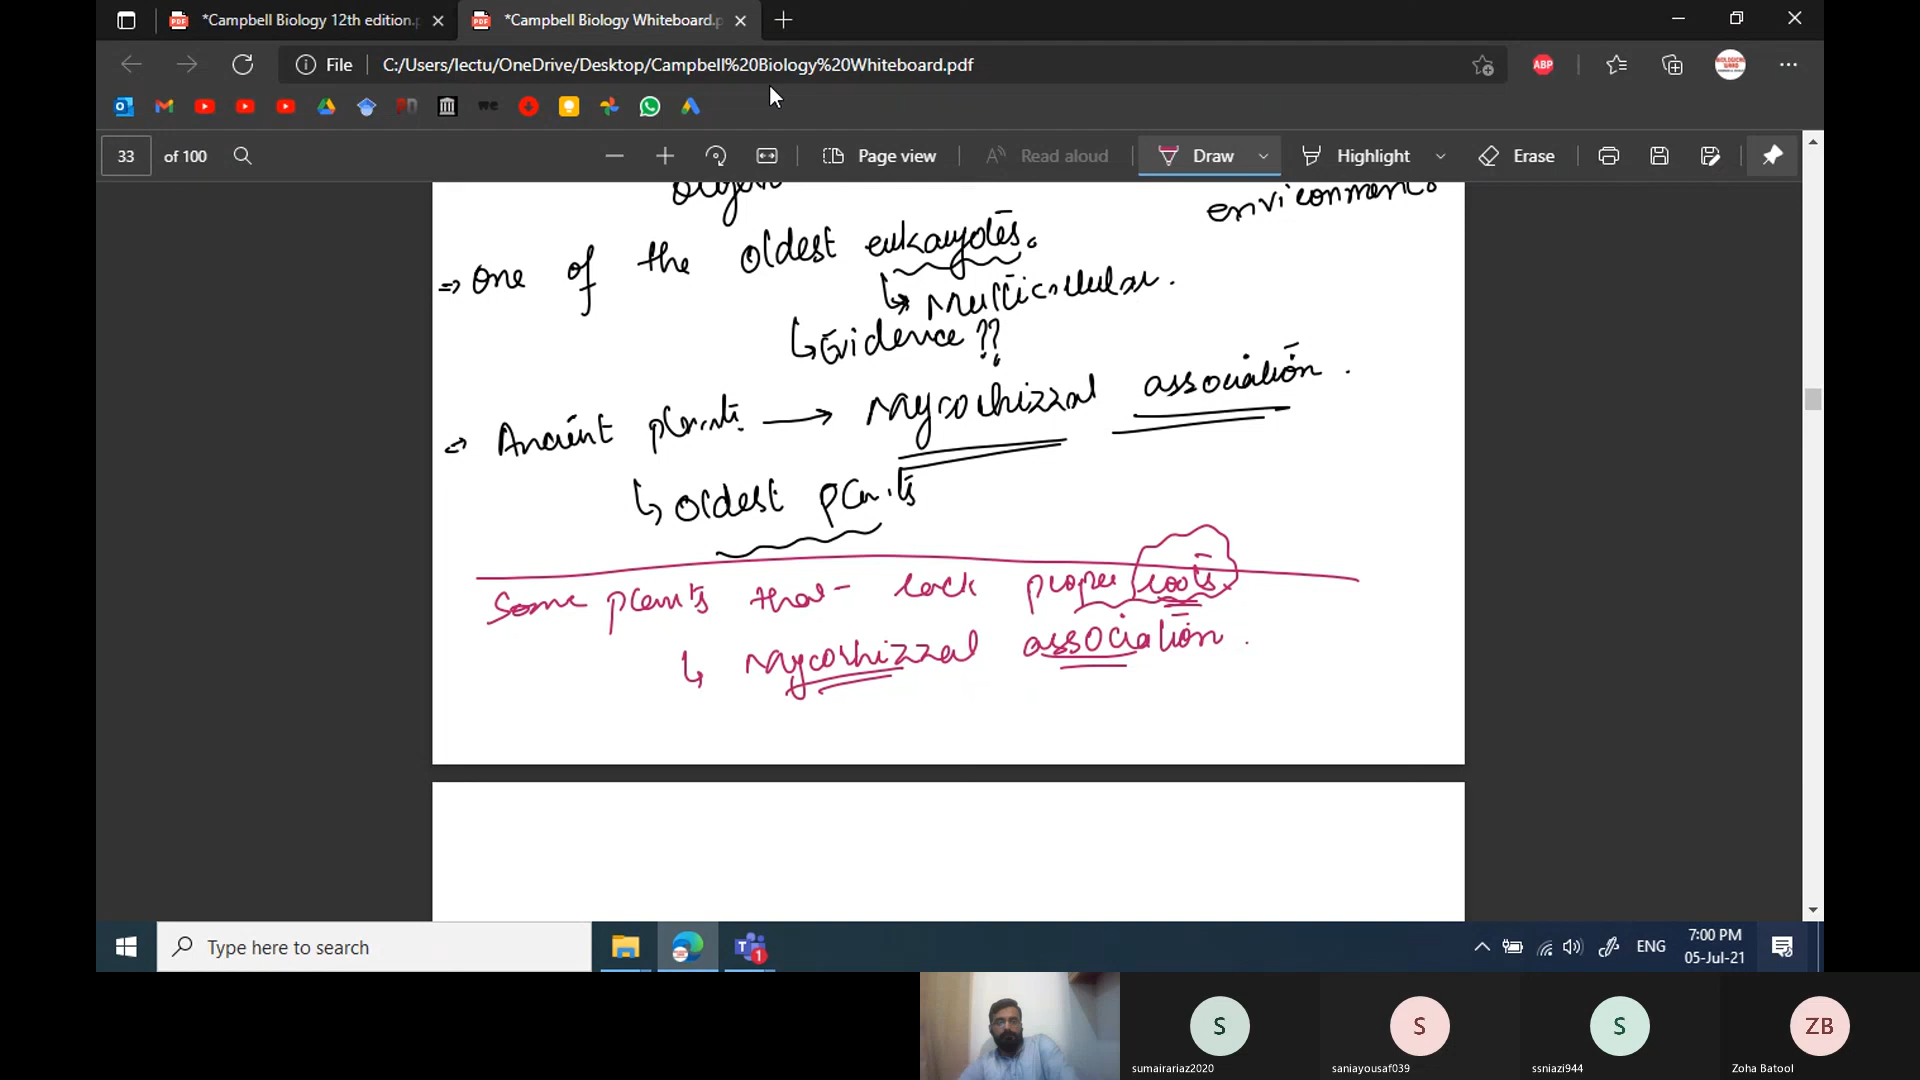 *Campbell Biology 12th edition.p
*Campbell Biology Whiteboard.p
File C:/Users/lectu/OneDrive/Desktop/Campbell%20Biology%20Whiteboard.pdf
ABP
33 of 100 Page view Read aloud Draw Highlight Erase
environment.
⇒ One of the oldest eukaryotes.
↳ Multicellular.
↳ Evidence??
⇒ Ancient plants → Mycorhizzal association.
↳ oldest plants
Some plants that lack proper roots.
↳ Mycorhizzal association.
Type here to search
1
ENG
7:00 PM
05-Jul-21
S S S ZB
sumairariaz2020 saniayousaf039 ssniazi944 Zoha Batool